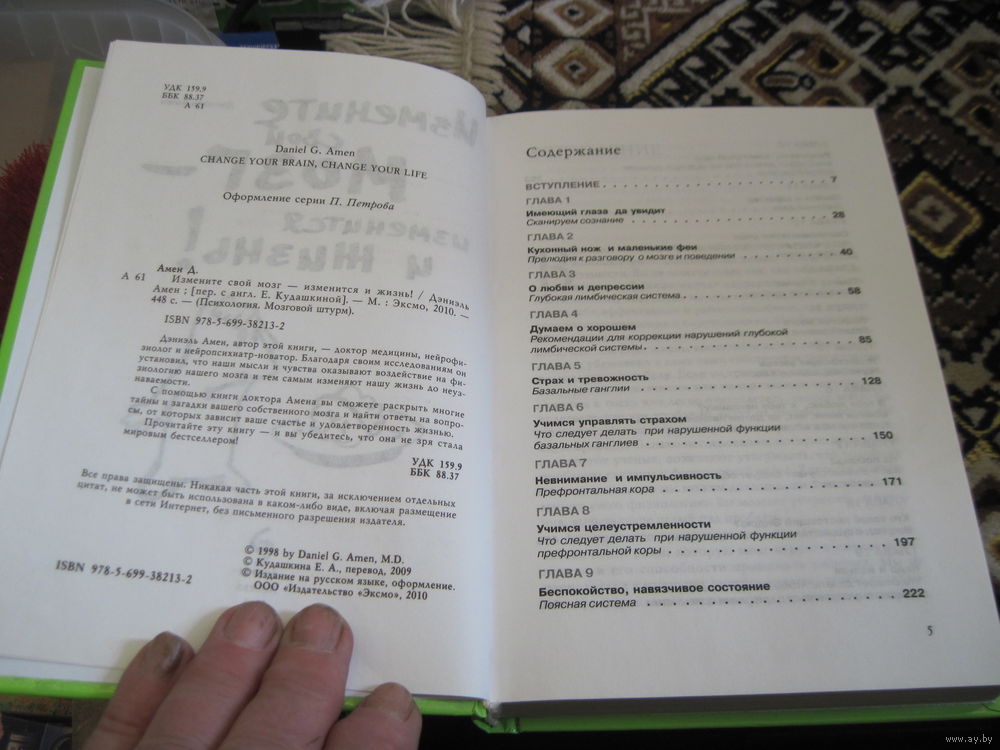 УДК 159.9
ББК 88.37
А 61
Daniel G. Amen
CHANGE YOUR BRAIN, CHANGE YOUR LIFE
Оформление серии П. Петрова
Амен Д.
А 61 Измените свой мозг — изменится и жизнь! / Дэниэль
Амен ; [пер. с англ. Е. Кудашкиной]. — М. : Эксмо, 2010. —
448 с. — (Психология. Мозговой штурм).
ISBN 978-5-699-38213-2
Дэниэль Амен, автор этой книги, — доктор медицины, нейрофи-
зиолог и нейропсихиатр-новатор. Благодаря своим исследованиям он
установил, что наши мысли и чувства оказывают воздействие на фи-
зиологию нашего мозга и тем самым изменяют нашу жизнь до неуз-
наваемости.
С помощью книги доктора Амена вы сможете раскрыть многие
тайны и загадки вашего собственного мозга и найти ответы на вопро-
сы, от которых зависит ваше счастье и удовлетворенность жизнью.
Прочитайте эту книгу — и вы убедитесь, что она не зря стала
мировым бестселлером!
УДК 159.9
ББК 88.37
Все права защищены. Никакая часть этой книги, за исключением отдельных
цитат, не может быть использована в каком-либо виде, включая размещение
в сети Интернет, без письменного разрешения издателя.
© 1998 by Daniel G. Amen, M.D.
© Кудашкина Е. А., перевод, 2009
© Издание на русском языке, оформление.
ООО «Издательство «Эксмо», 2010
ISBN 978-5-699-38213-2
Измените
свой
мозг —
изменится
и жизнь!
Содержание
ВСТУПЛЕНИЕ . . . . . . . . . . . . . . . . . . . . 7
ГЛАВА 1
Имеющий глаза да увидит
Сканируем сознание . . . . . . . . . . . . . . . . . . 28
ГЛАВА 2
Кухонный нож и маленькие феи
Прелюдия к разговору о мозге и поведении . . . . . . . . 40
ГЛАВА 3
О любви и депрессии
Глубокая лимбическая система . . . . . . . . . . . . . . 58
ГЛАВА 4
Думаем о хорошем
Рекомендации для коррекции нарушений глубокой
лимбической системы . . . . . . . . . . . . . . . . . 85
ГЛАВА 5
Страх и тревожность
Базальные ганглии . . . . . . . . . . . . . . . . . . 128
ГЛАВА 6
Учимся управлять страхом
Что следует делать при нарушенной функции
базальных ганглиев . . . . . . . . . . . . . . . . . 150
ГЛАВА 7
Невнимание и импульсивность
Префронтальная кора . . . . . . . . . . . . . . . . . 171
ГЛАВА 8
Учимся целеустремленности
Что следует делать при нарушенной функции
префронтальной коры . . . . . . . . . . . . . . . . . 197
ГЛАВА 9
Беспокойство, навязчивое состояние
Поясная система . . . . . . . . . . . . . . . . . . . 222
5
www.ay.by